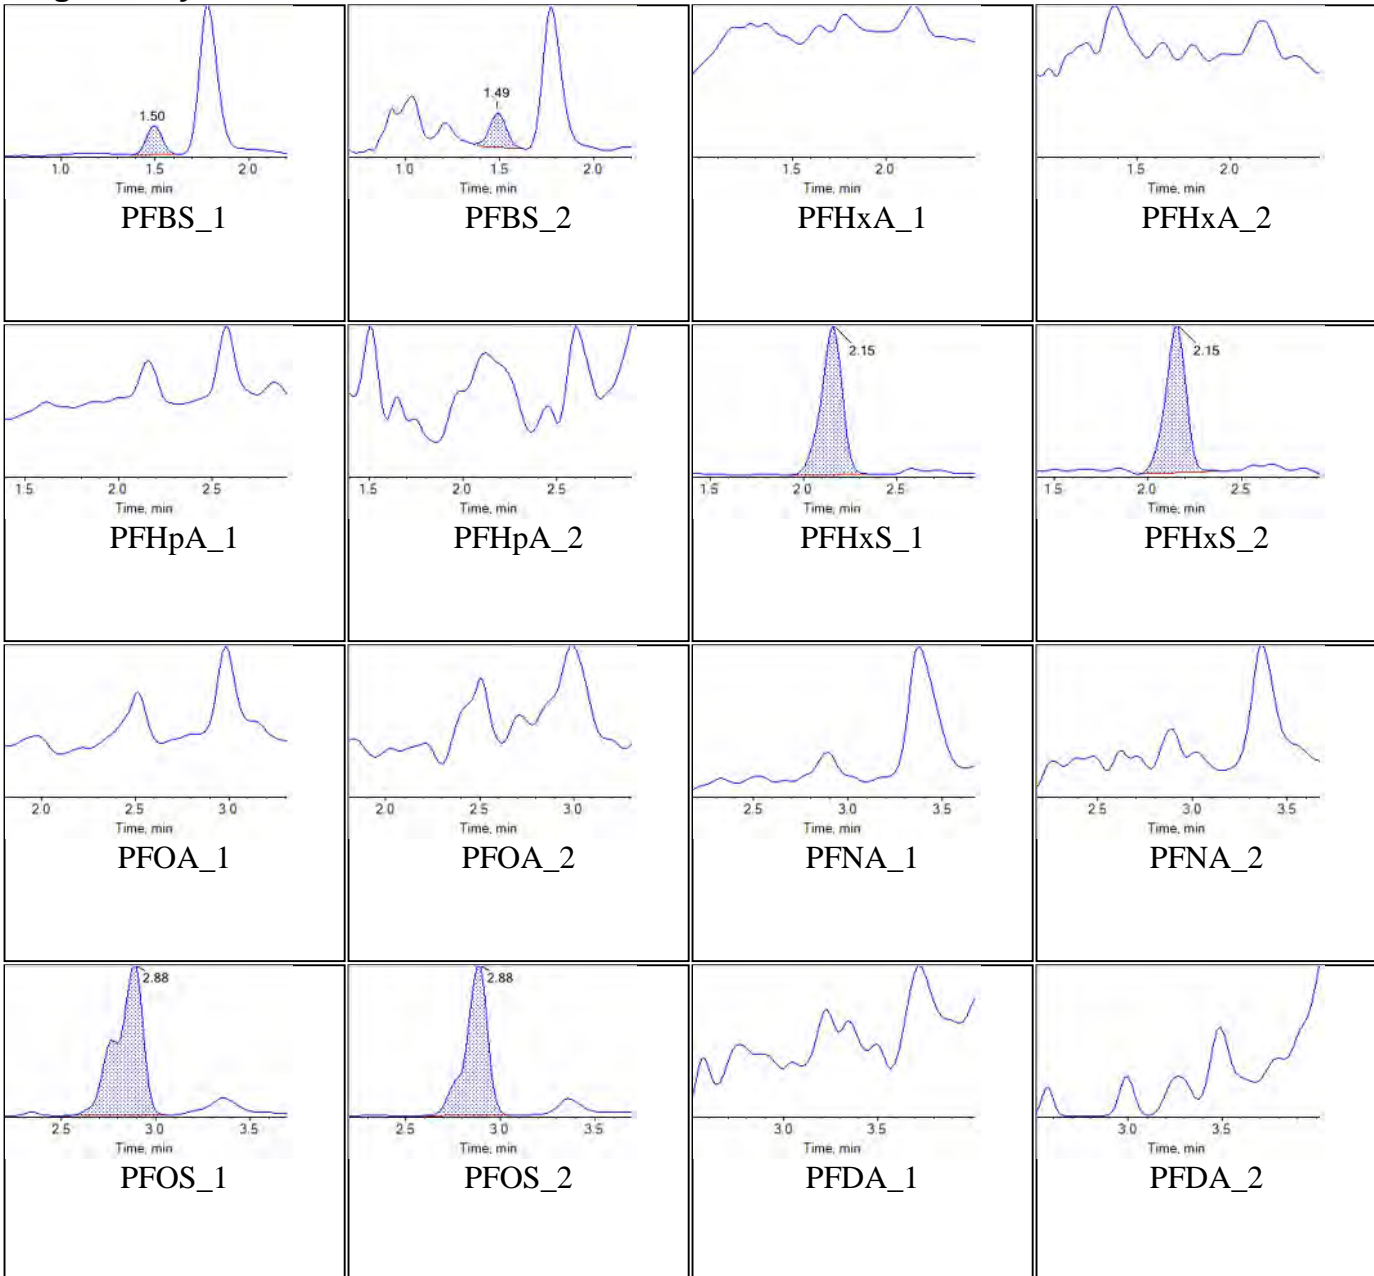 1.50
1.0 1.5 2.0
Time, min
PFBS_1
1.49
1.0 1.5 2.0
Time, min
PFBS_2
1.5 2.0
Time, min
PFHxA_1
1.5 2.0
Time, min
PFHxA_2
1.5 2.0 2.5
Time, min
PFHpA_1
1.5 2.0 2.5
Time, min
PFHpA_2
2.15
1.5 2.0 2.5
Time, min
PFHxS_1
2.15
1.5 2.0 2.5
Time, min
PFHxS_2
2.0 2.5 3.0
Time, min
PFOA_1
2.0 2.5 3.0
Time, min
PFOA_2
2.5 3.0 3.5
Time, min
PFNA_1
2.5 3.0 3.5
Time, min
PFNA_2
2.88
2.5 3.0 3.5
Time, min
PFOS_1
2.88
2.5 3.0 3.5
Time, min
PFOS_2
3.0 3.5
Time, min
PFDA_1
3.0 3.5
Time, min
PFDA_2